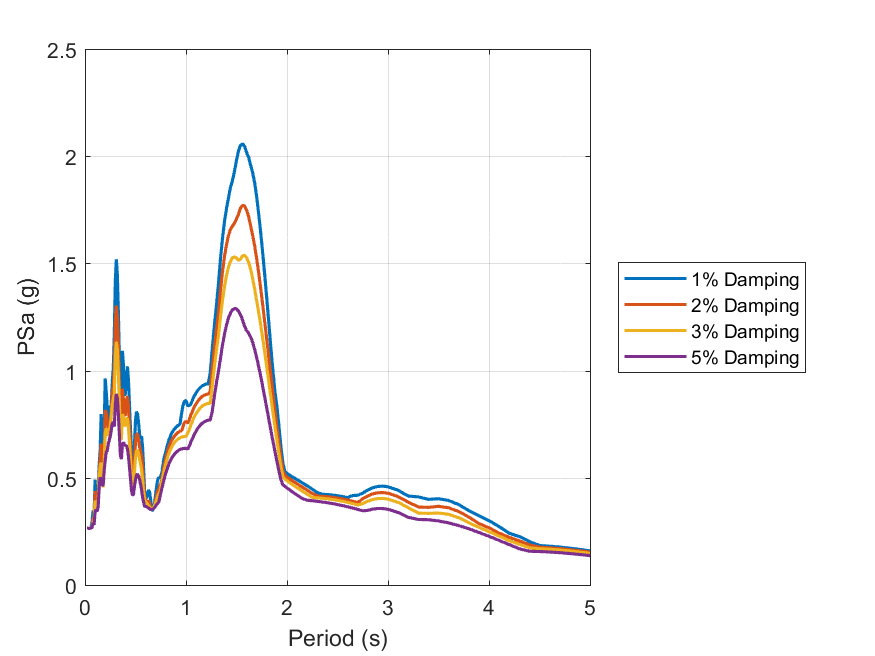 2.5
2
1.5
1
0.5
0
PSa (g)
0 1 2 3 4 5
Period (s)
1% Damping
2% Damping
3% Damping
5% Damping